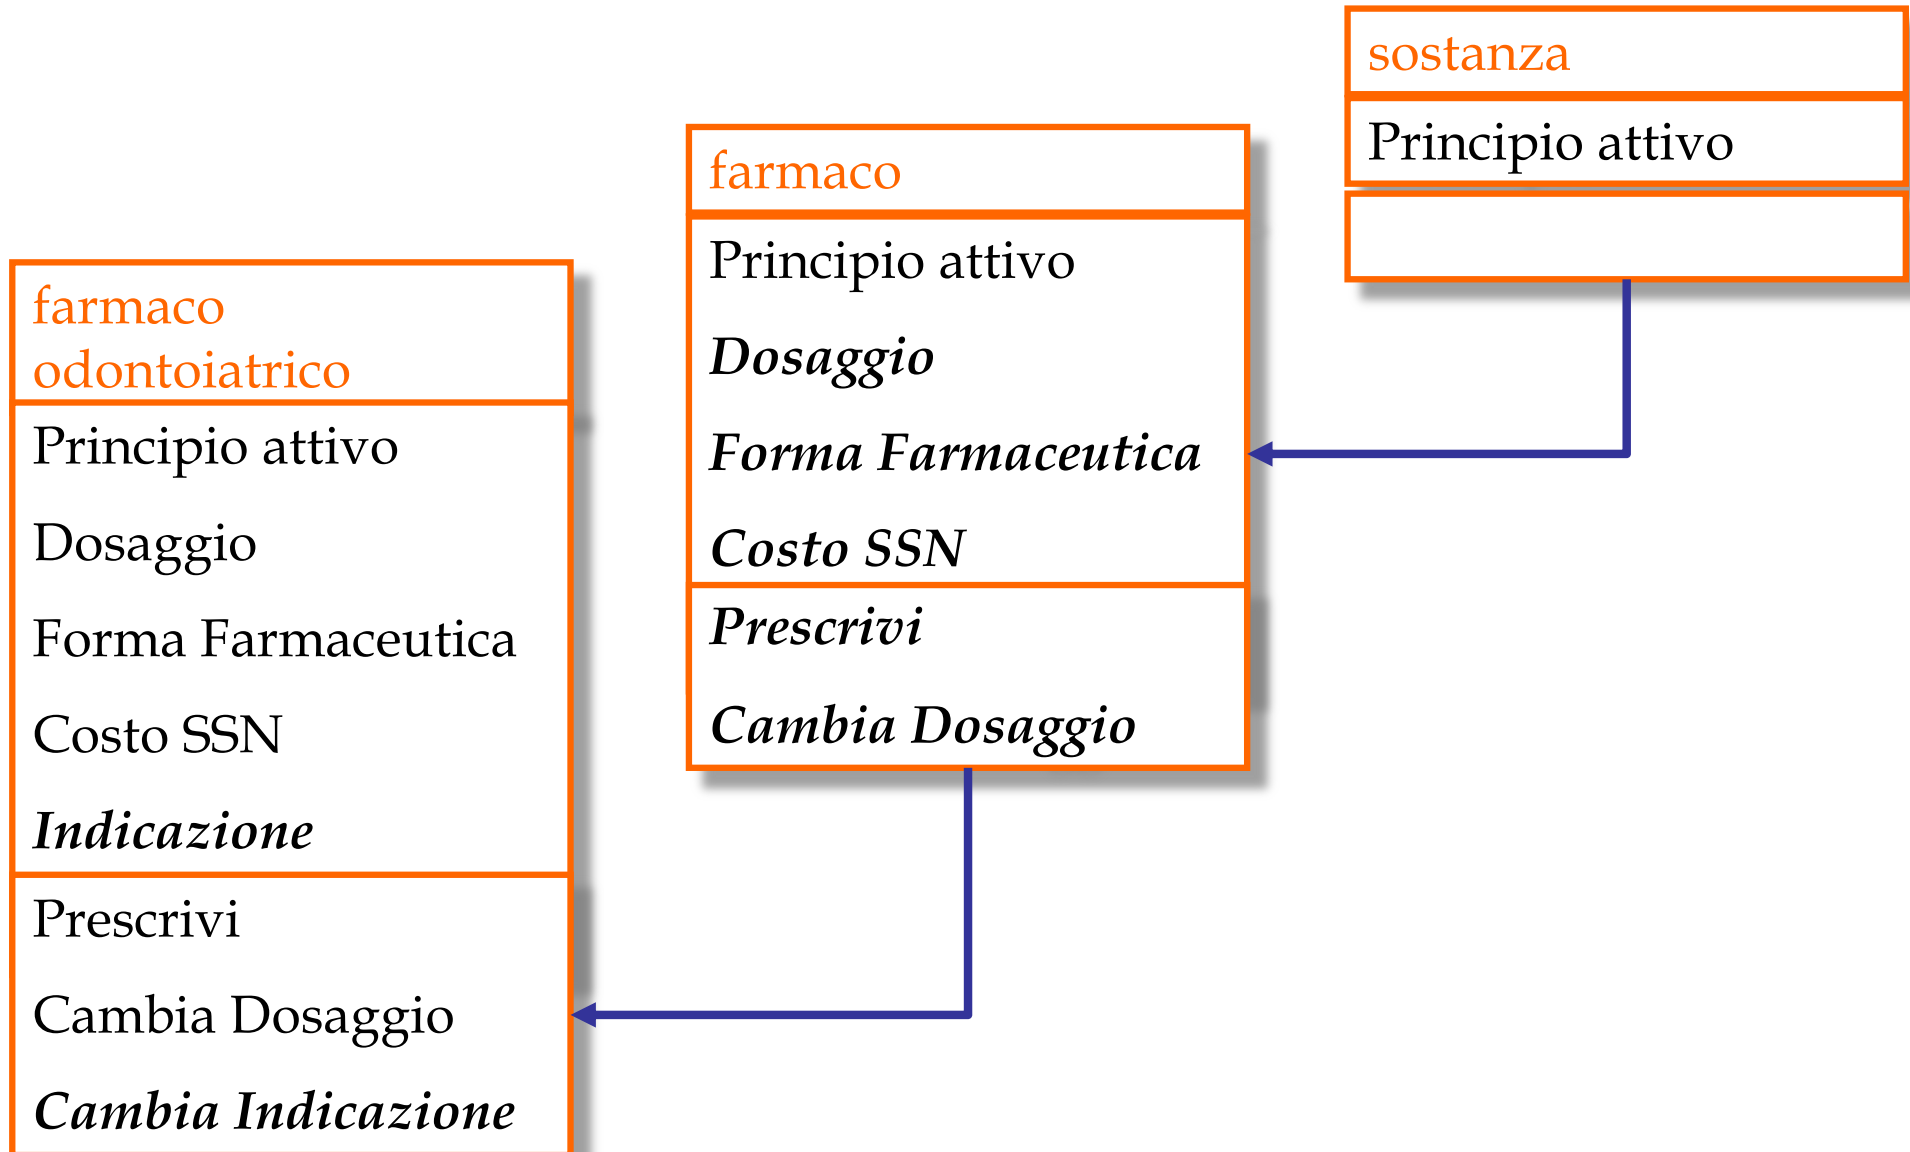 sostanza
Principio attivo
farmaco
Principio attivo
Dosaggio
Forma Farmaceutica
Costo SSN
Prescrivi
Cambia Dosaggio
farmaco
odontoiatrico
Principio attivo
Dosaggio
Forma Farmaceutica
Costo SSN
Indicazione
Prescrivi
Cambia Dosaggio
Cambia Indicazione